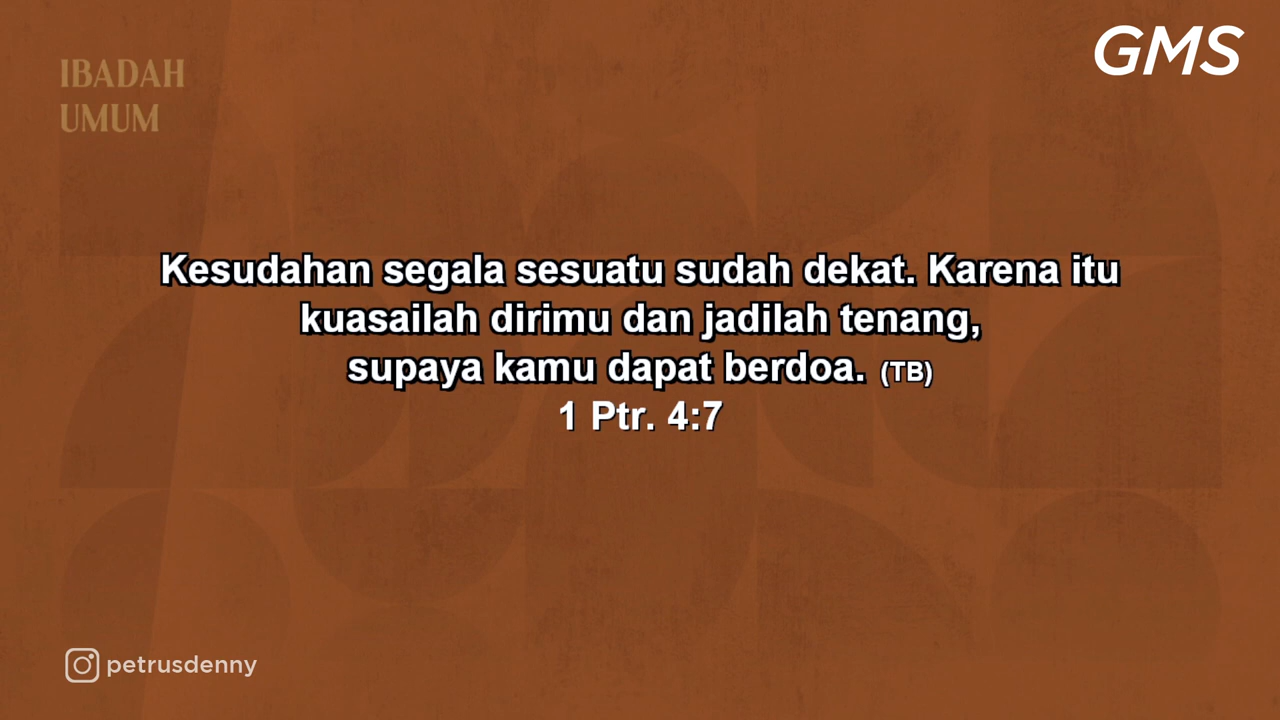 IBADAH
UMUM
GMS
Kesudahan segala sesuatu sudah dekat. Karena itu
kuasailah dirimu dan jadilah tenang,
supaya kamu dapat berdoa. (TB)
1 Ptr. 4:7
petrusdenny